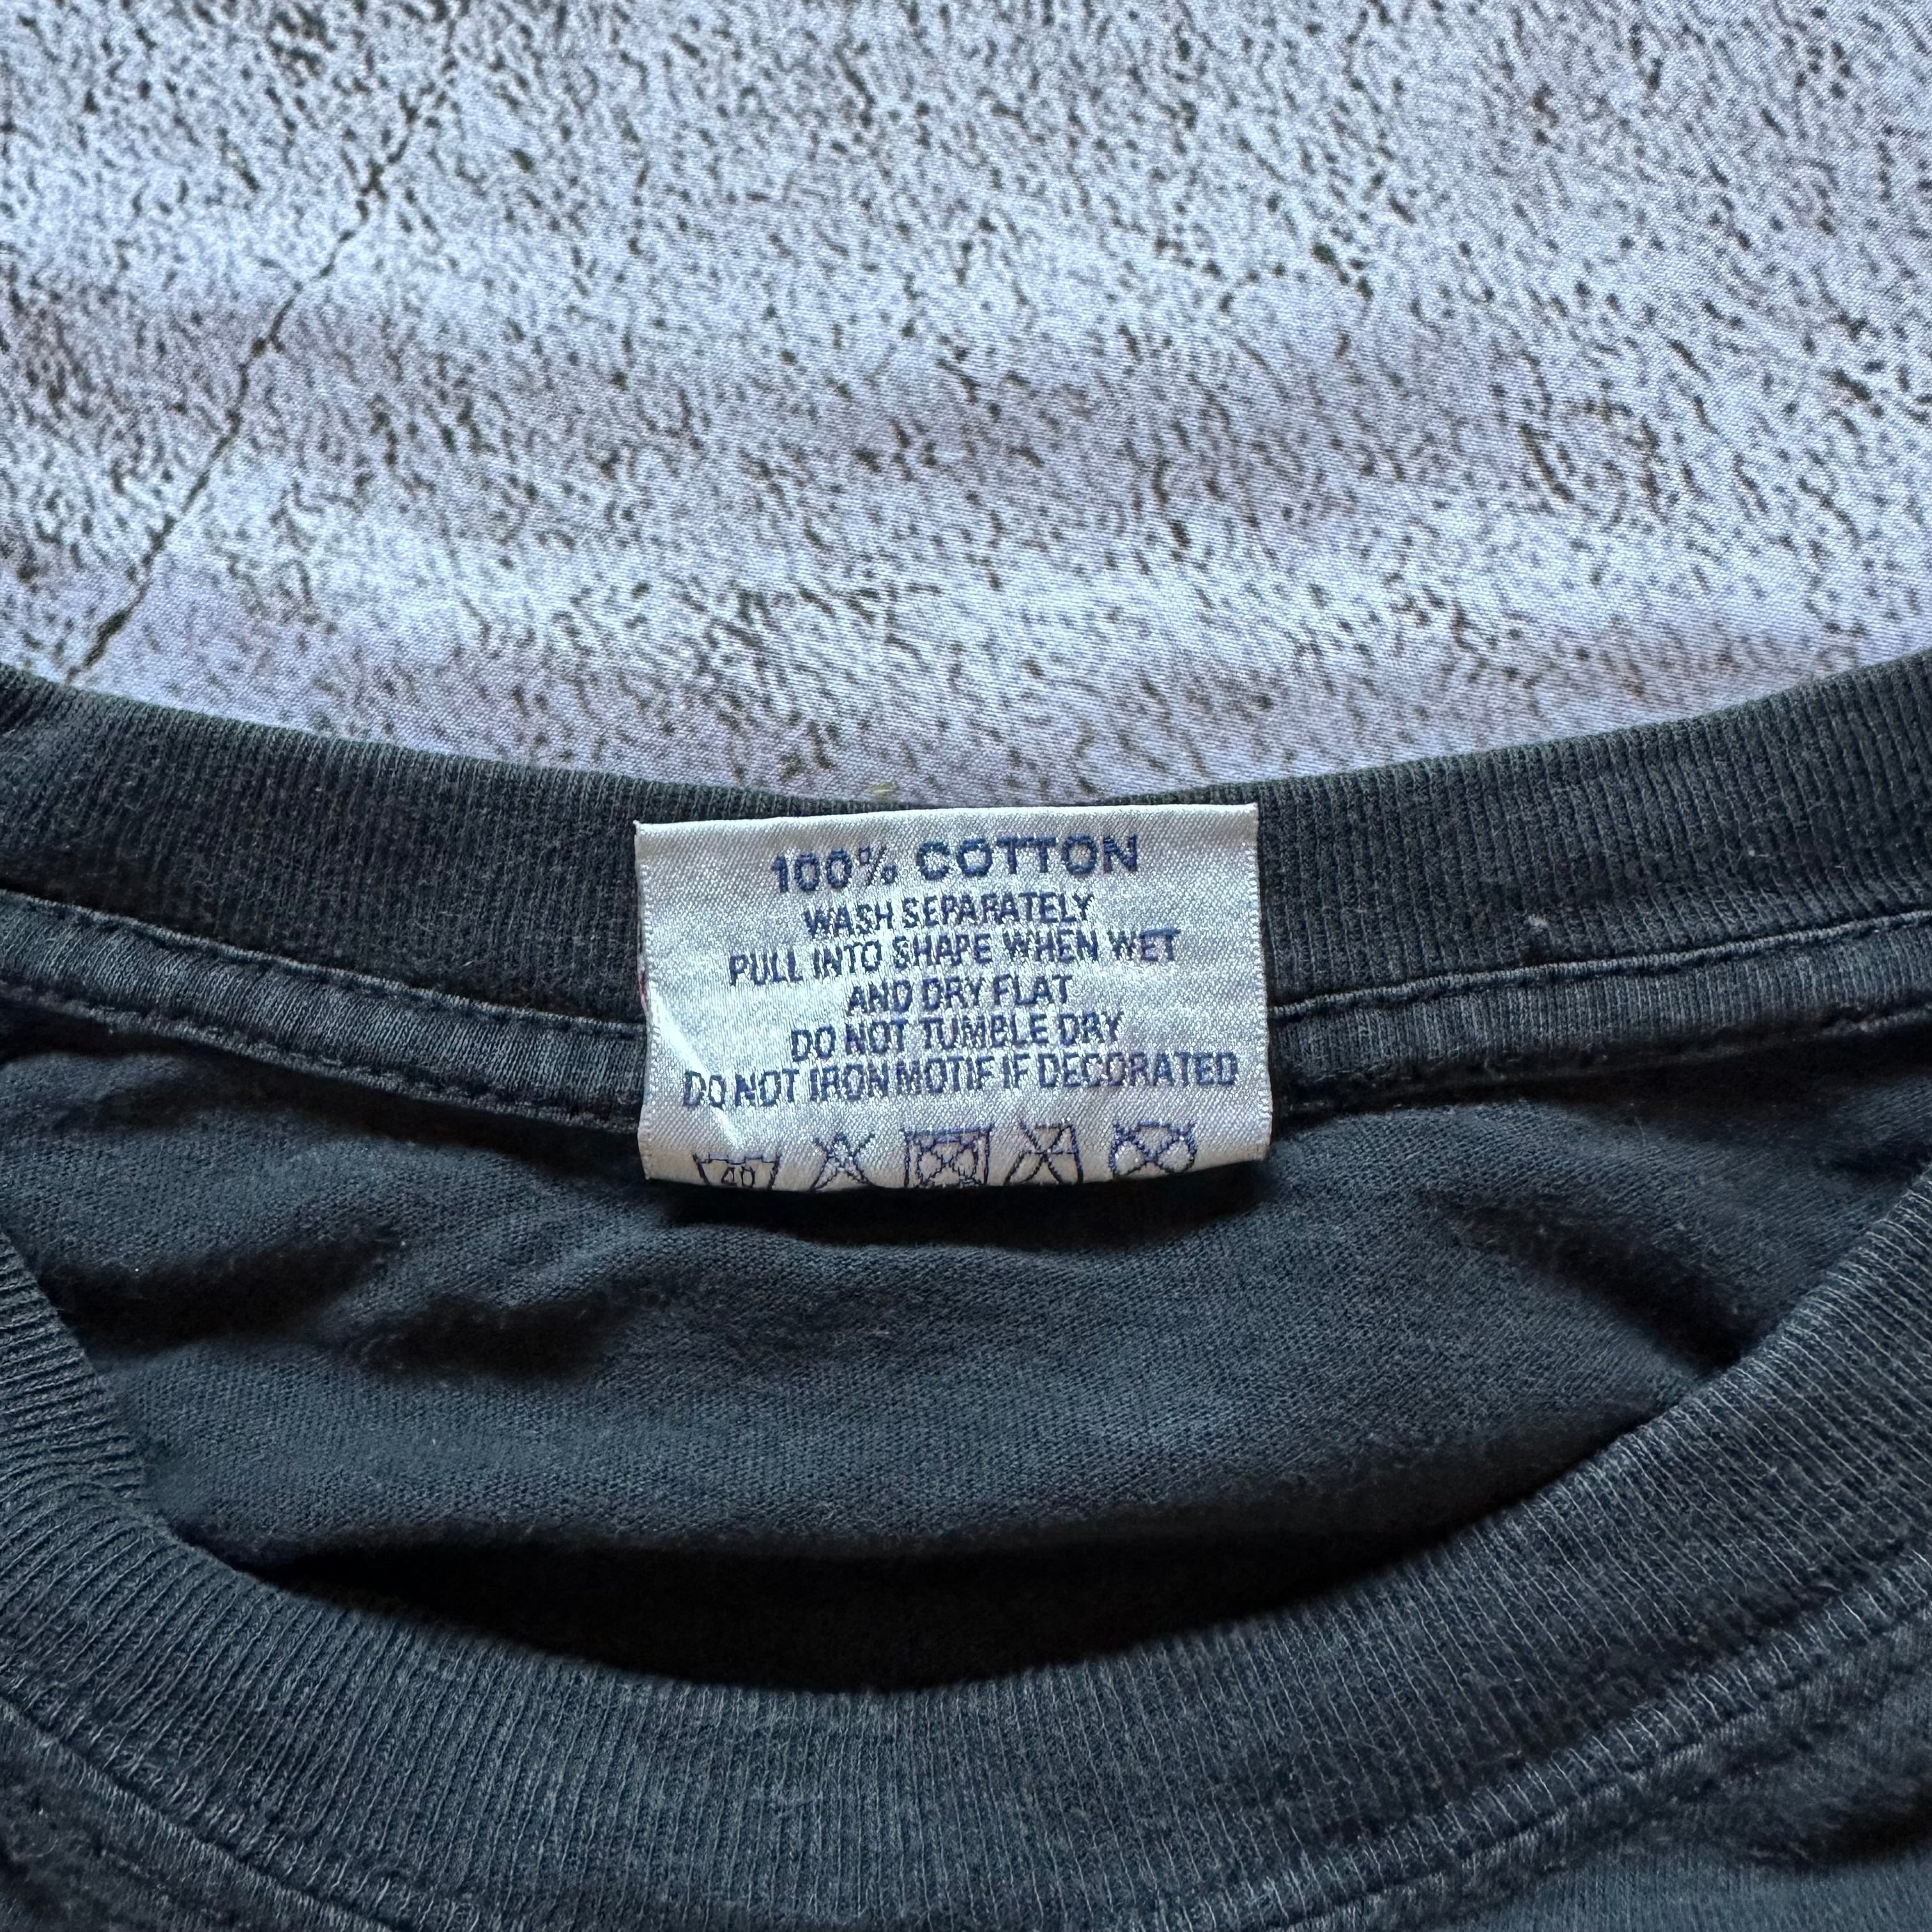 100% COTTON
WASH SEPARATELY
PULL INTO SHAPE WHEN WET
AND DRY FLAT
DO NOT TUMBLE DRY
DO NOT IRON MOTIF IF DECORATED
40